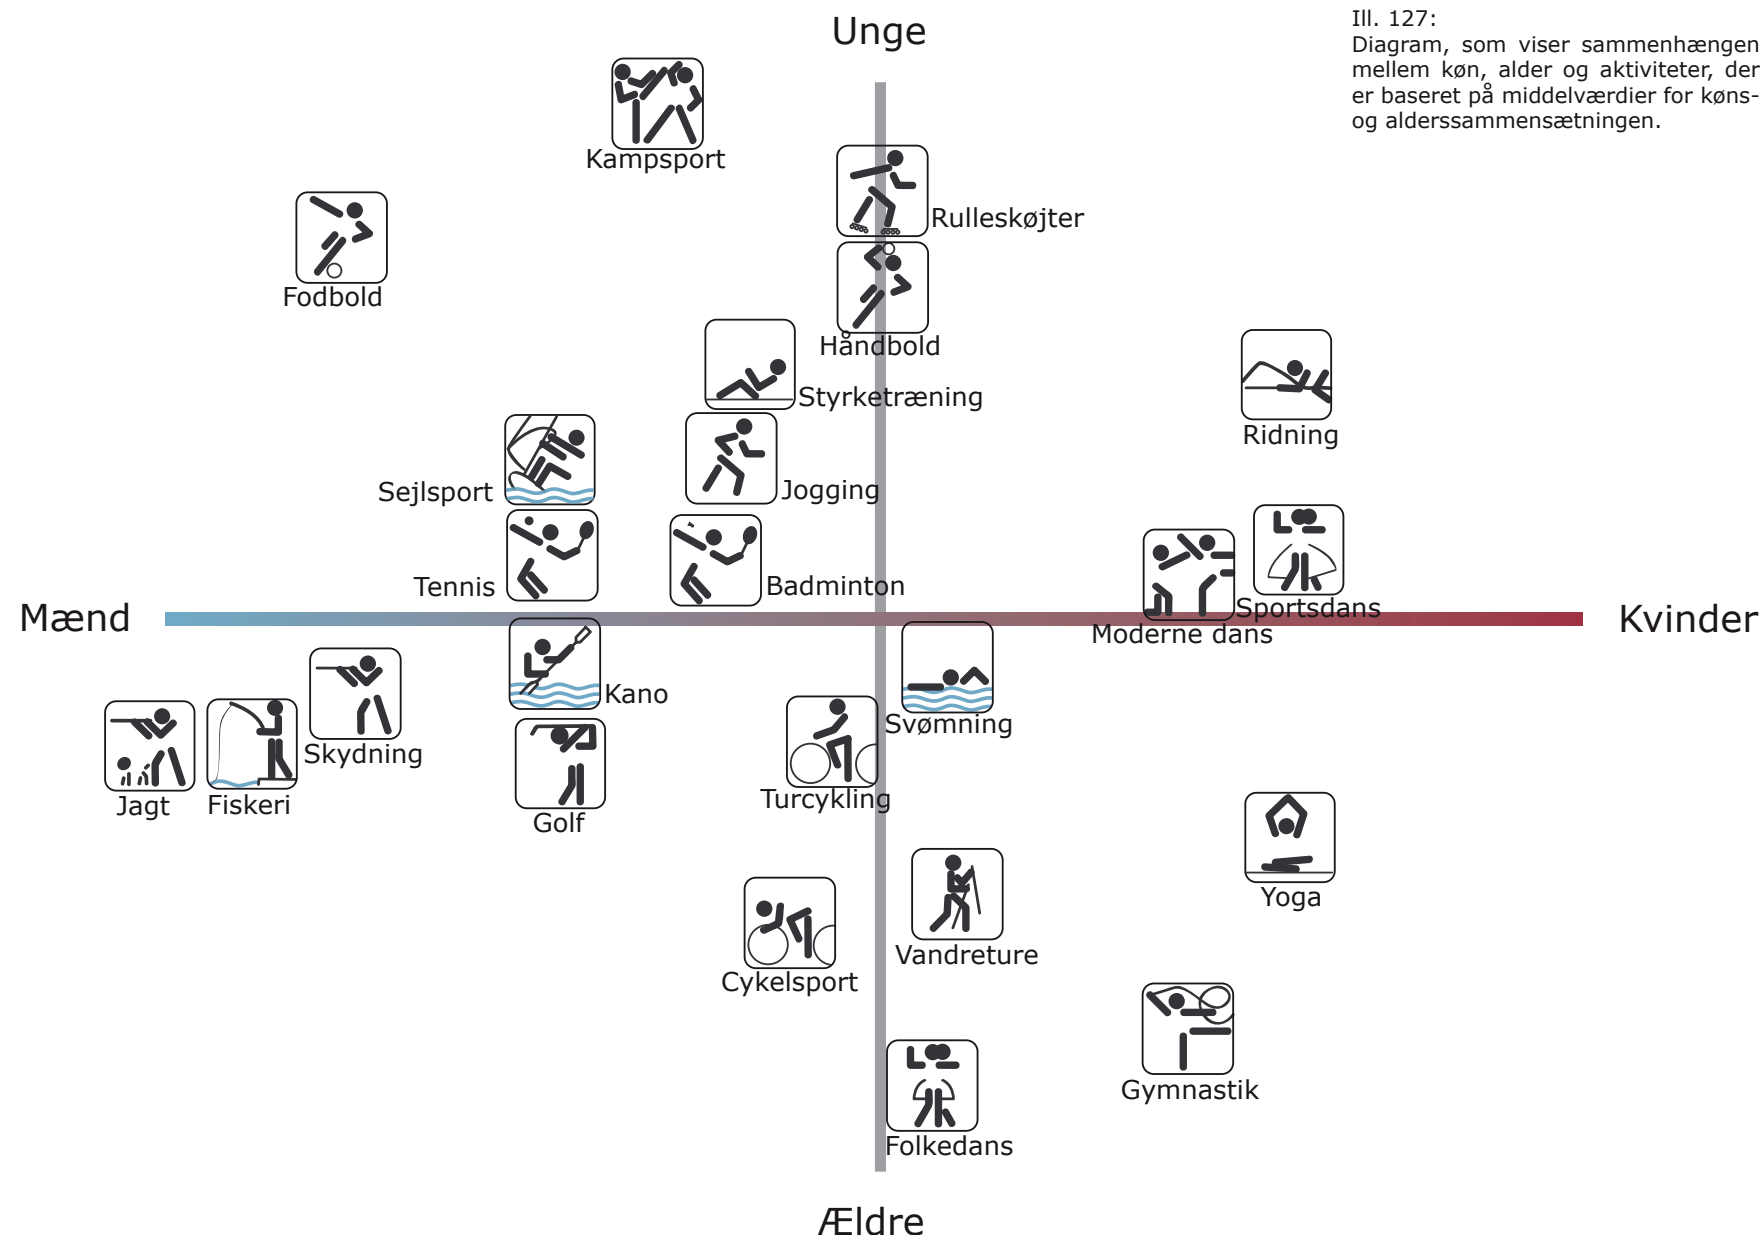 Ill. 127:
Diagram, som viser sammenhængen
mellem køn, alder og aktiviteter, der
er baseret på middelværdier for køns-
og alderssammensætningen.
Unge
Kampsport
Rulleskøjter
Fodbold
Håndbold
Styrketræning
Ridning
Sejlsport
Jogging
Tennis
Badminton
Sportsdans
Mænd
Kvinder
Moderne dans
Kano
Svømning
Skydning
Jagt
Fiskeri
Turcykling
Golf
Yoga
Vandreture
Cykelsport
Gymnastik
Folkedans
Ældre